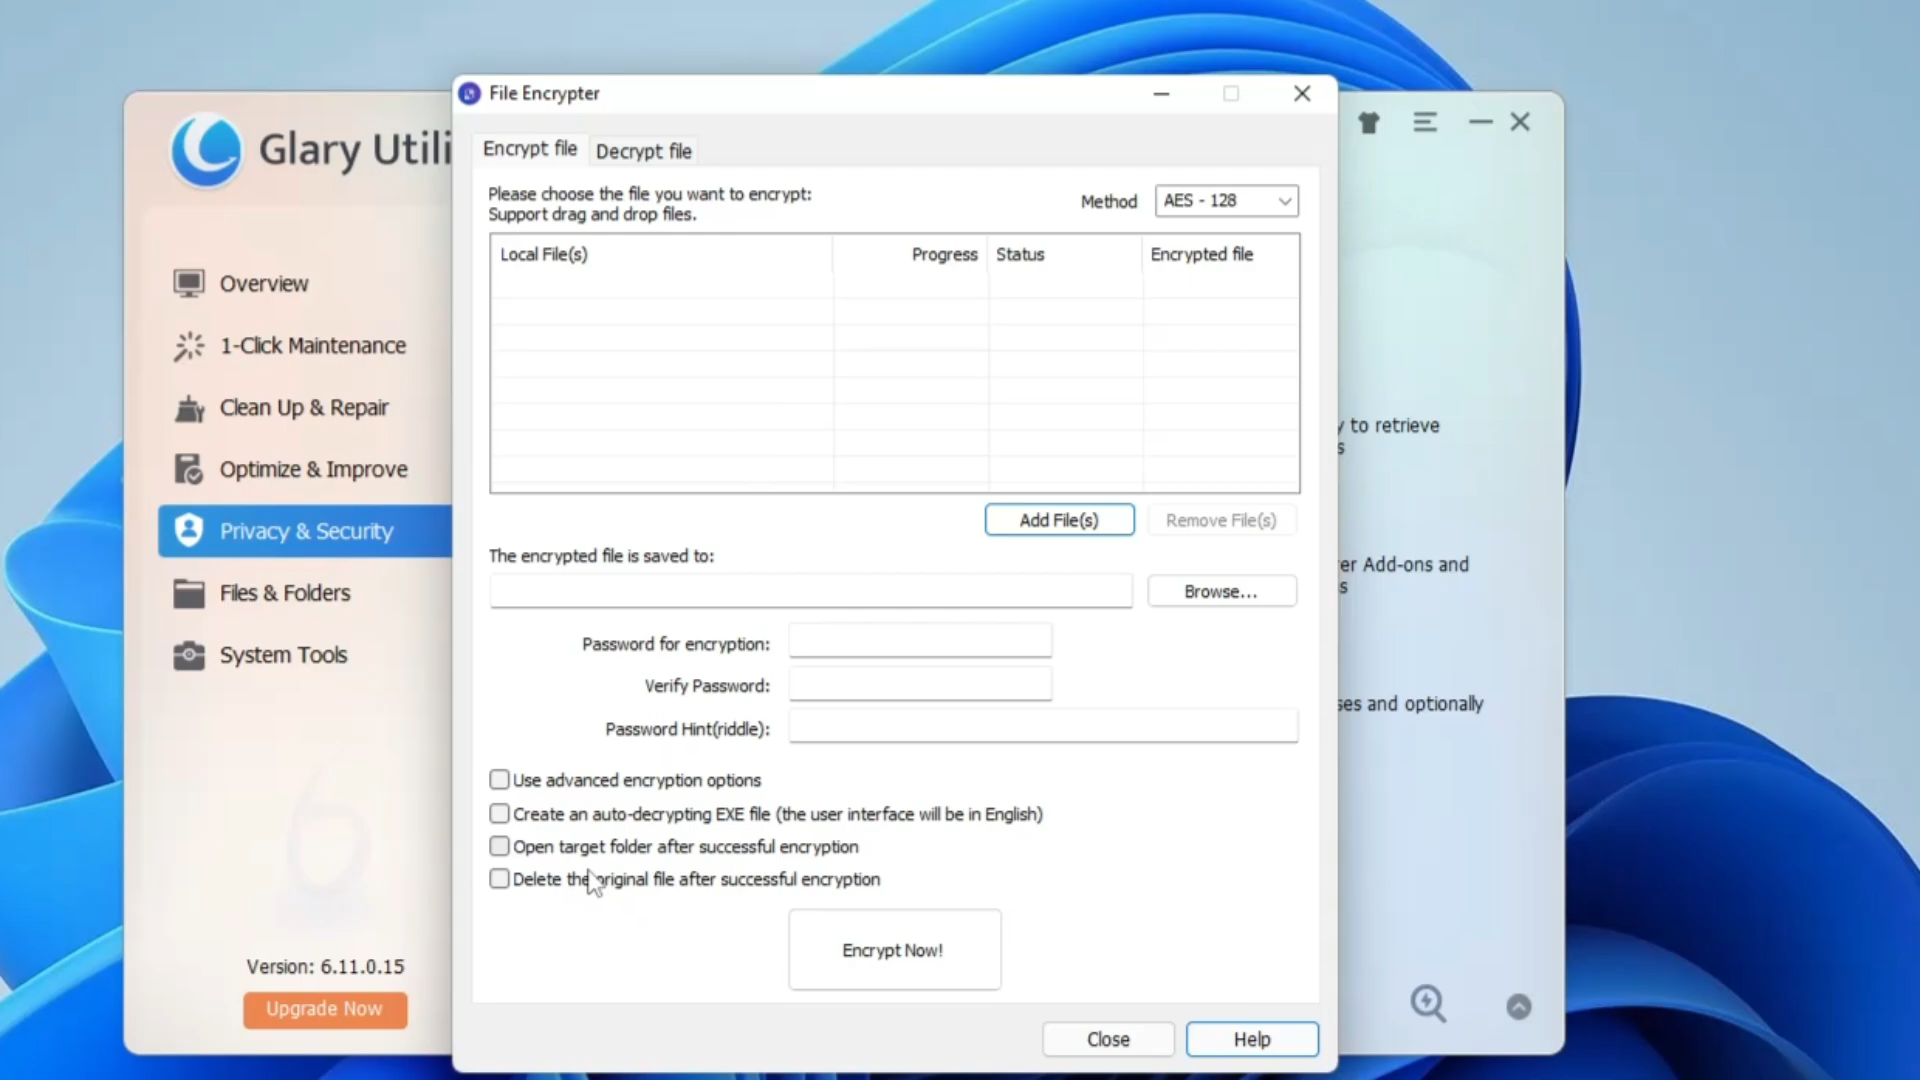 File Encrypter
Glary Utili
Encrypt file
Decrypt file
Please choose the file you want to encrypt:
Support drag and drop files.
Method
AES - 128
Local File(s)
Progress
Status
Encrypted file
Overview
1-Click Maintenance
Clean Up & Repair
Optimize & Improve
Privacy & Security
Files & Folders
System Tools
Add File(s)
Remove File(s)
The encrypted file is saved to:
Browse...
Password for encryption:
Verify Password:
Password Hint(riddle):
Use advanced encryption options
Create an auto-decrypting EXE file (the user interface will be in English)
Open target folder after successful encryption
Delete the original file after successful encryption
Encrypt Now!
Close
Help
Version: 6.11.0.15
Upgrade Now
y to retrieve
s
er Add-ons and
s
ses and optionally